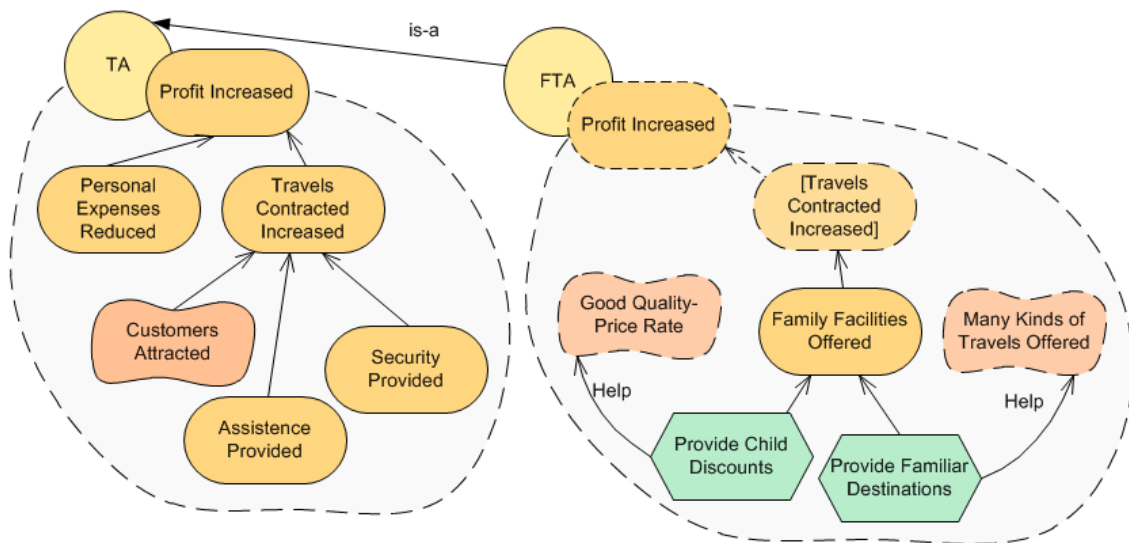 is-a
TA
FTA
Profit Increased
Profit Increased
Personal
Expenses
Reduced
Travels
Contracted
Increased
[Travels
Contracted
Increased]
Customers
Attracted
Security
Provided
Assistence
Provided
Good Quality-
Price Rate
Family Facilities
Offered
Many Kinds of
Travels Offered
Help
Help
Provide Child
Discounts
Provide Familiar
Destinations